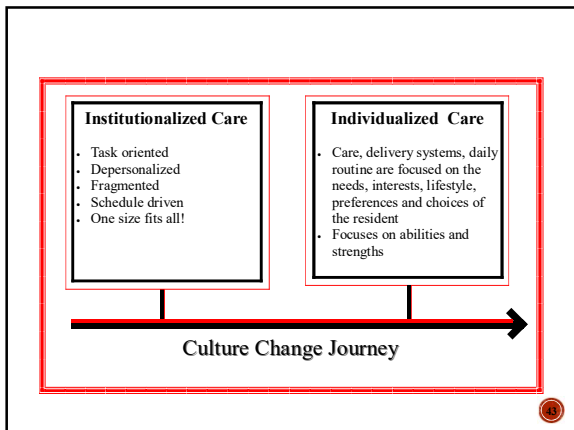 Institutionalized Care
• Task oriented
• Depersonalized
• Fragmented
• Schedule driven
• One size fits all!
Individualized Care
• Care, delivery systems, daily
routine are focused on the
needs, interests, lifestyle,
preferences and choices of
the resident
• Focuses on abilities and
strengths
Culture Change Journey
43